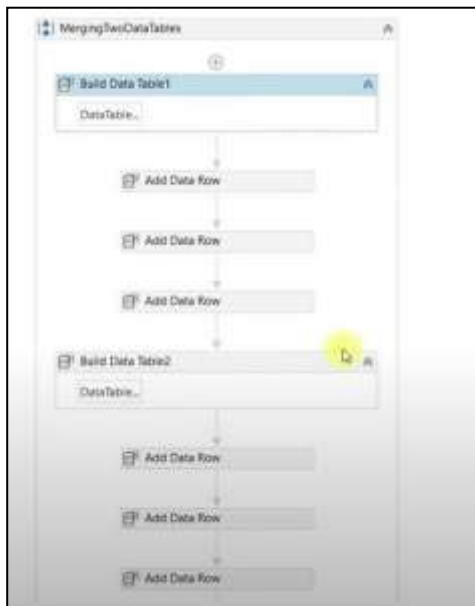 MergingTwoDataTables
Build Data Table1
DataTable...
Add Data Row
Add Data Row
Add Data Row
Build Data Table2
DataTable...
Add Data Row
Add Data Row
Add Data Row